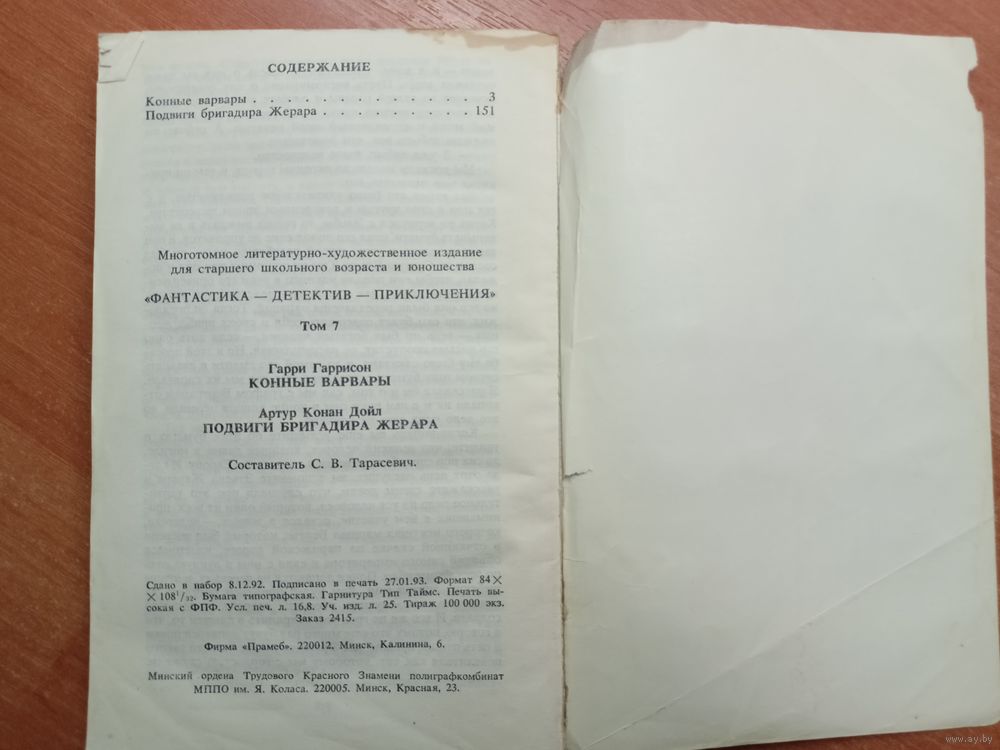 СОДЕРЖАНИЕ
Конные варвары . . . . . . . . . . . . . 3
Подвиги бригадира Жерара . . . . . . . . . 151
Многотомное литературно-художественное издание
для старшего школьного возраста и юношества
«ФАНТАСТИКА — ДЕТЕКТИВ — ПРИКЛЮЧЕНИЯ»
Том 7
Гарри Гаррисон
КОННЫЕ ВАРВАРЫ
Артур Конан Дойл
ПОДВИГИ БРИГАДИРА ЖЕРАРА
Составитель С. В. Тарасевич.
Сдано в набор 8.12.92. Подписано в печать 27.01.93. Формат 84×
×108¹/₃₂. Бумага типографская. Гарнитура Тип Таймс. Печать вы-
сокая с ФПФ. Усл. печ. л. 16,8. Уч. изд. л. 25. Тираж 100 000 экз.
Заказ 2415.
Фирма «Прамеб». 220012, Минск, Калинина, 6.
Минский ордена Трудового Красного Знамени полиграфкомбинат
МППО им. Я. Коласа. 220005. Минск, Красная, 23.
www.ay.by